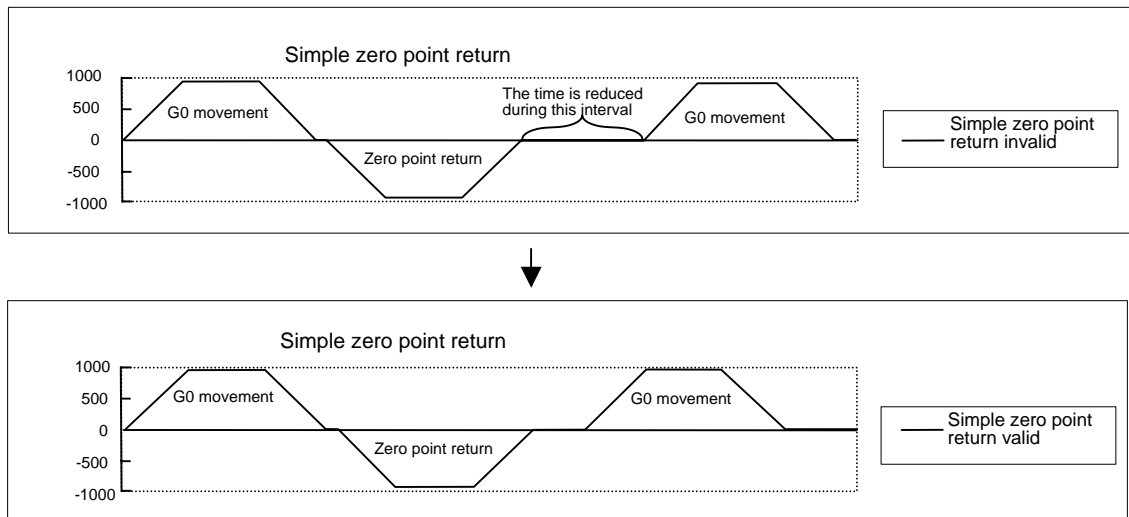 Simple zero point return
1000
500
0
-500
-1000
G0 movement
Zero point return
The time is reduced
during this interval
G0 movement
Simple zero point
return invalid
Simple zero point return
1000
500
0
-500
-1000
G0 movement
Zero point return
G0 movement
Simple zero point
return valid